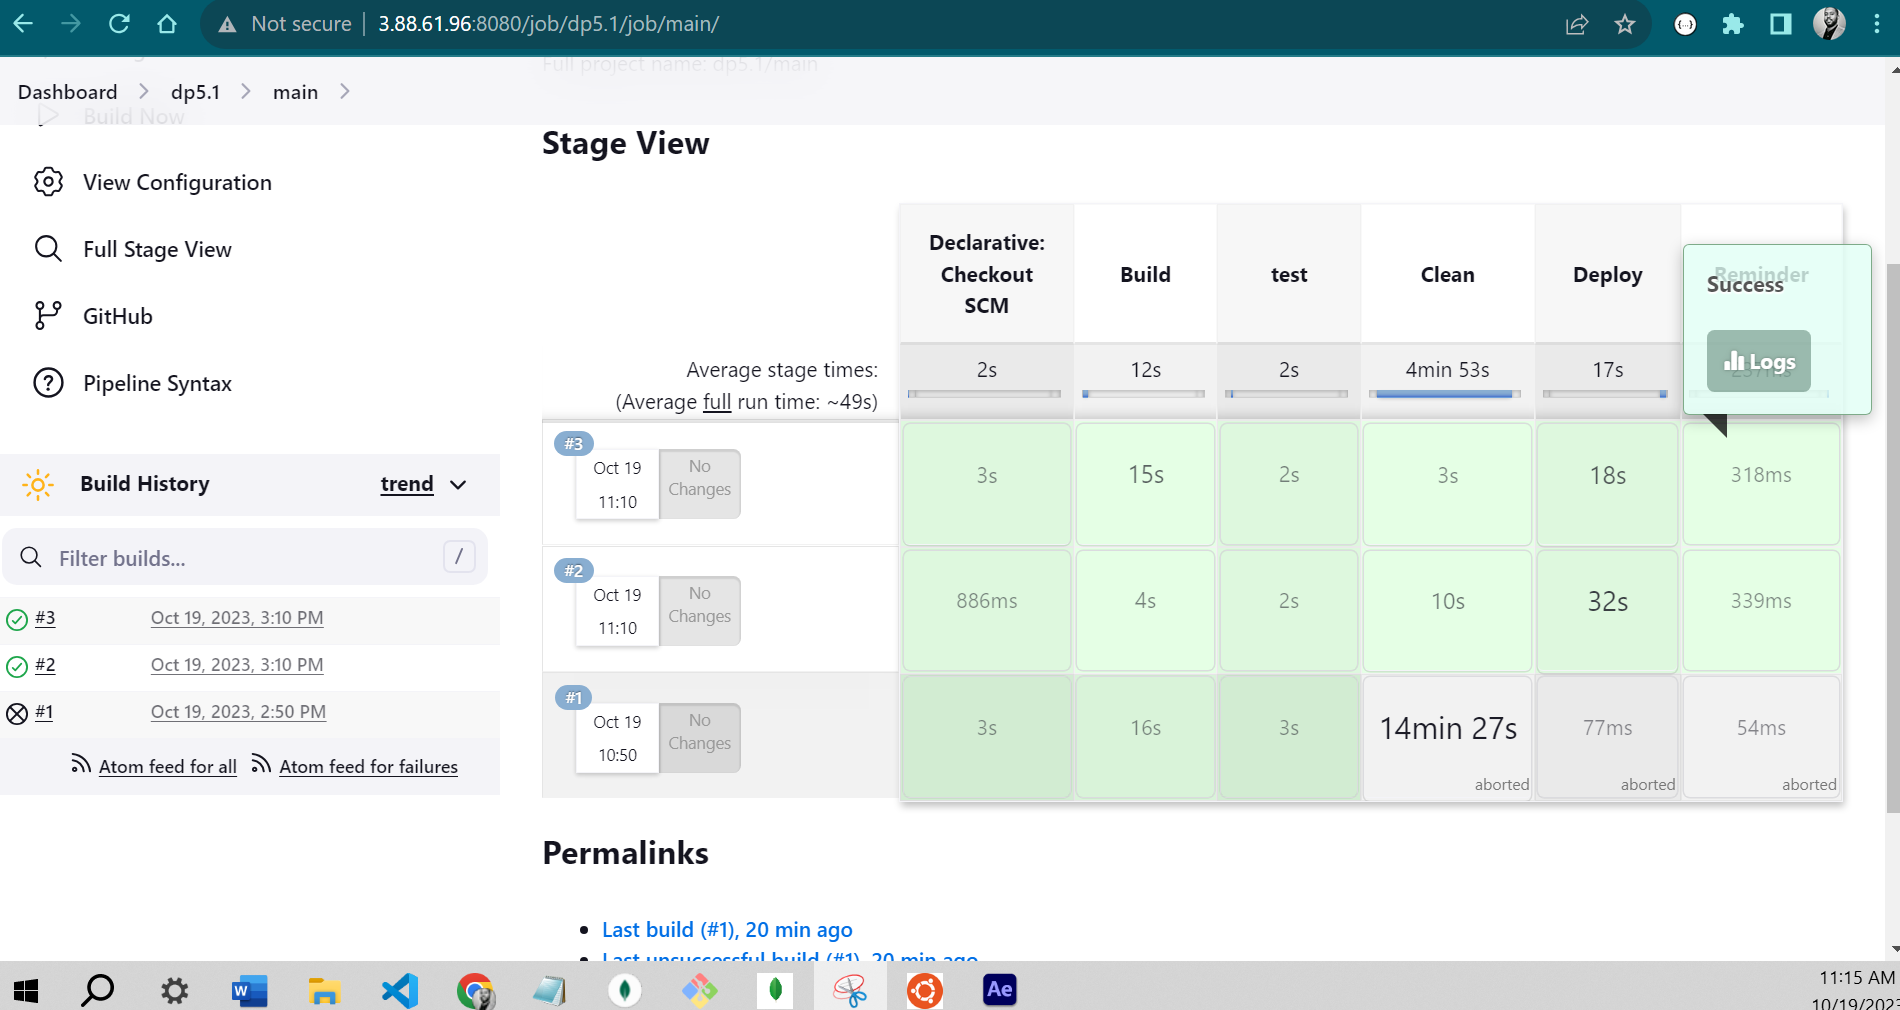 Not secure
3.88.61.96:8080/job/dp5.1/job/main/
Full project name: dp5.1/main
Dashboard
dp5.1
main
Build Now
View Configuration
Full Stage View
GitHub
Pipeline Syntax
Build History
trend
Filter builds...
/
#3
Oct 19, 2023, 3:10 PM
#2
Oct 19, 2023, 3:10 PM
#1
Oct 19, 2023, 2:50 PM
Atom feed for all
Atom feed for failures
Stage View
Declarative:
Checkout
SCM
Build
test
Clean
Deploy
Reminder
Success
Logs
Average stage times:
(Average full run time: ~49s)
2s
12s
2s
4min 53s
17s
#3
Oct 19
11:10
No
Changes
3s
15s
2s
3s
18s
318ms
#2
Oct 19
11:10
No
Changes
886ms
4s
2s
10s
32s
339ms
#1
Oct 19
10:50
No
Changes
3s
16s
3s
14min 27s
aborted
77ms
aborted
54ms
aborted
Permalinks
Last build (#1), 20 min ago
Last unsuccessful build (#1), 20 min ago
W
Ae
11:15 AM
10/19/2023